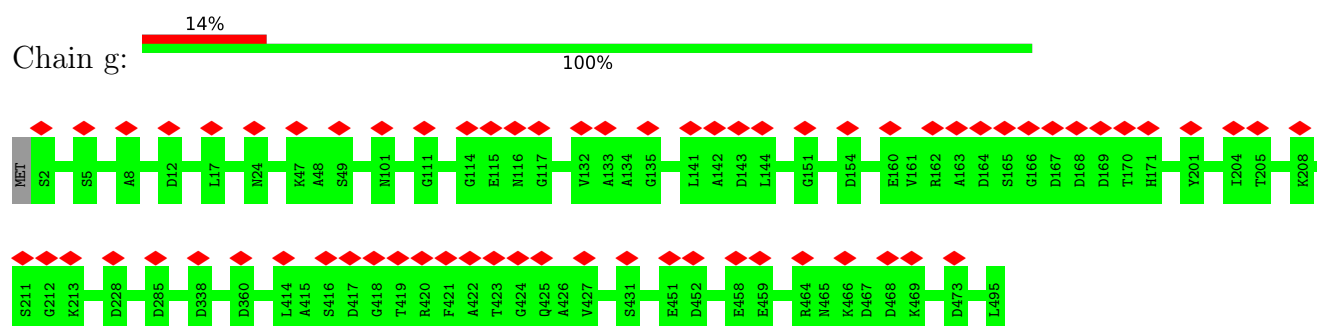 14%
Chain g:
100%
MET S2 S5 A8 D12 L17 N24 K47 A48 S49 N101 G111 G114 E115 N116 G117 V132 A133 A134 G135 L141 A142 D143 L144 G151 D154 E160 V161 R162 A163 D164 S165 G166 D167 D168 D169 T170 H171 Y201 I204 T205 K208
S211 G212 K213 D228 D285 D338 D360 L414 A415 S416 D417 G418 T419 R420 F421 A422 T423 G424 Q425 A426 V427 S431 E451 D452 E458 E459 R464 N465 K466 D467 D468 K469 D473 L495